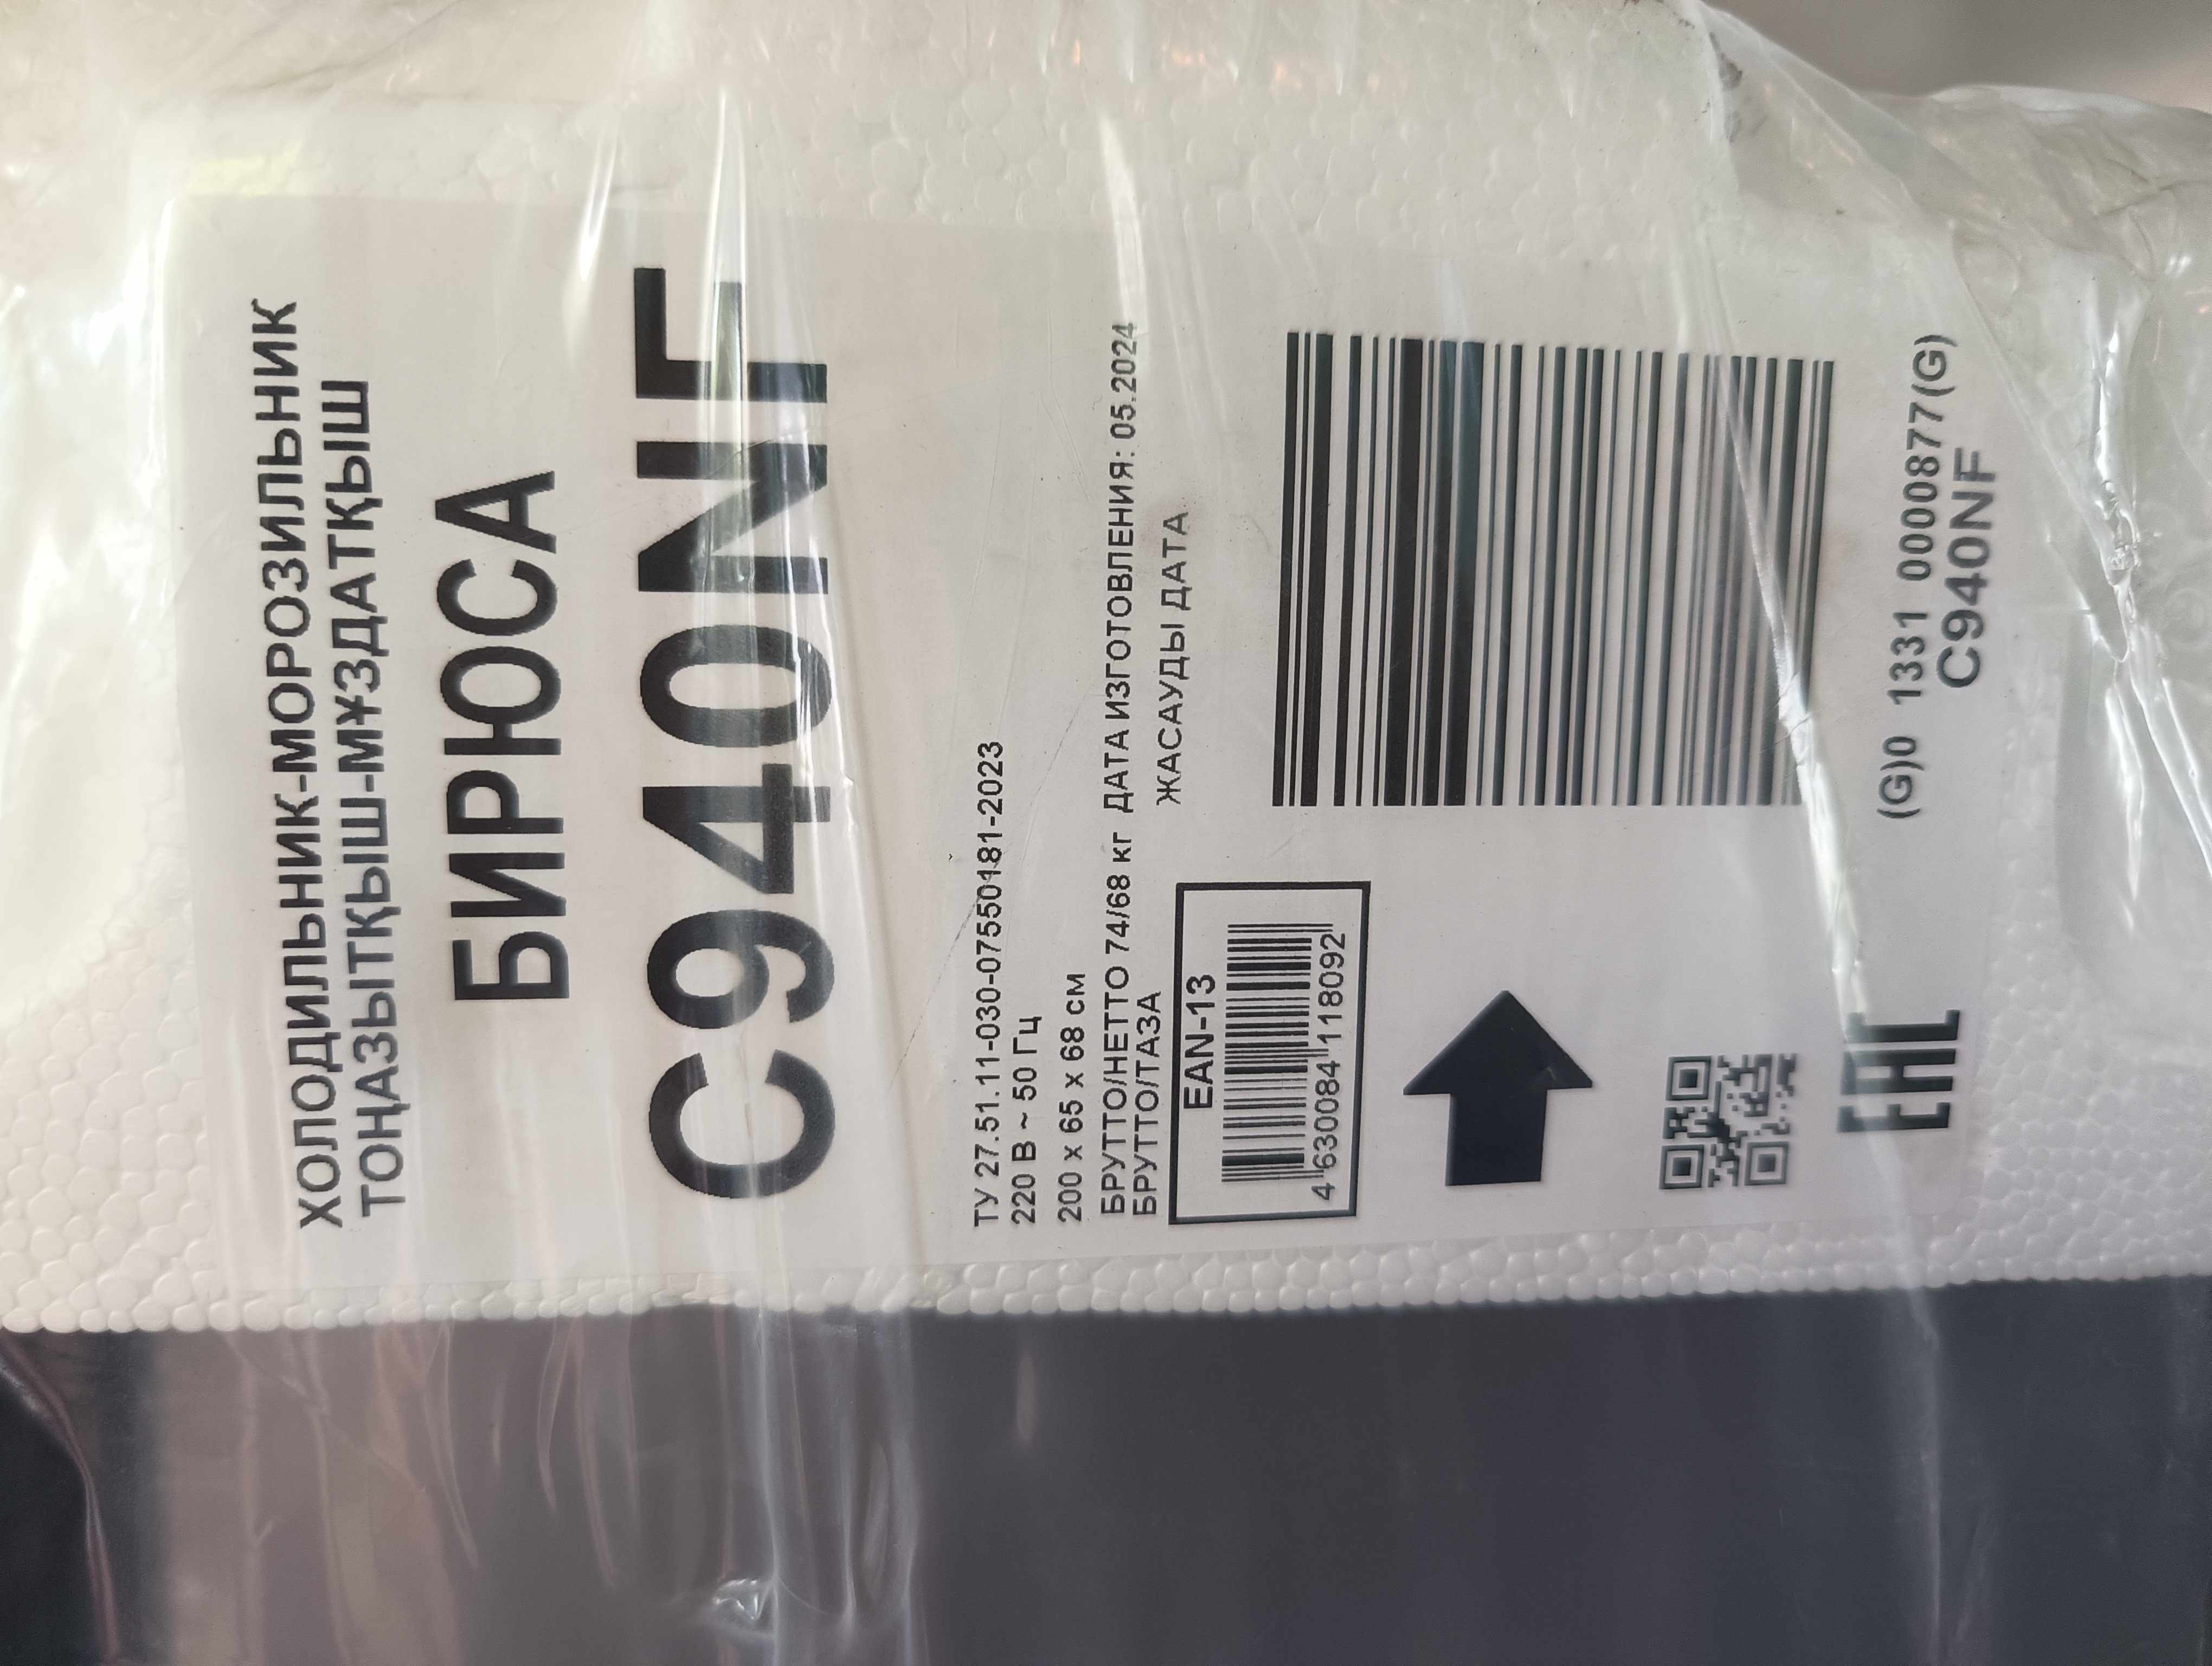 ХОЛОДИЛЬНИК-МОРОЗИЛЬНИК
ТОҢАЗЫТҚЫШ-МҰЗДАТҚЫШ
БИРЮСА
C940NF
ТУ 27.51.11-030-07550181-2023
220 В ~ 50 Гц
200 x 65 x 68 см
БРУТТО/НЕТТО 74/68 кг ДАТА ИЗГОТОВЛЕНИЯ: 05.2024
БРУТТО/ТАЗА ЖАСАУДЫ ДАТА
EAN-13
4 630084 118092
(G)0 1331 0000877(G)
C940NF
EAC